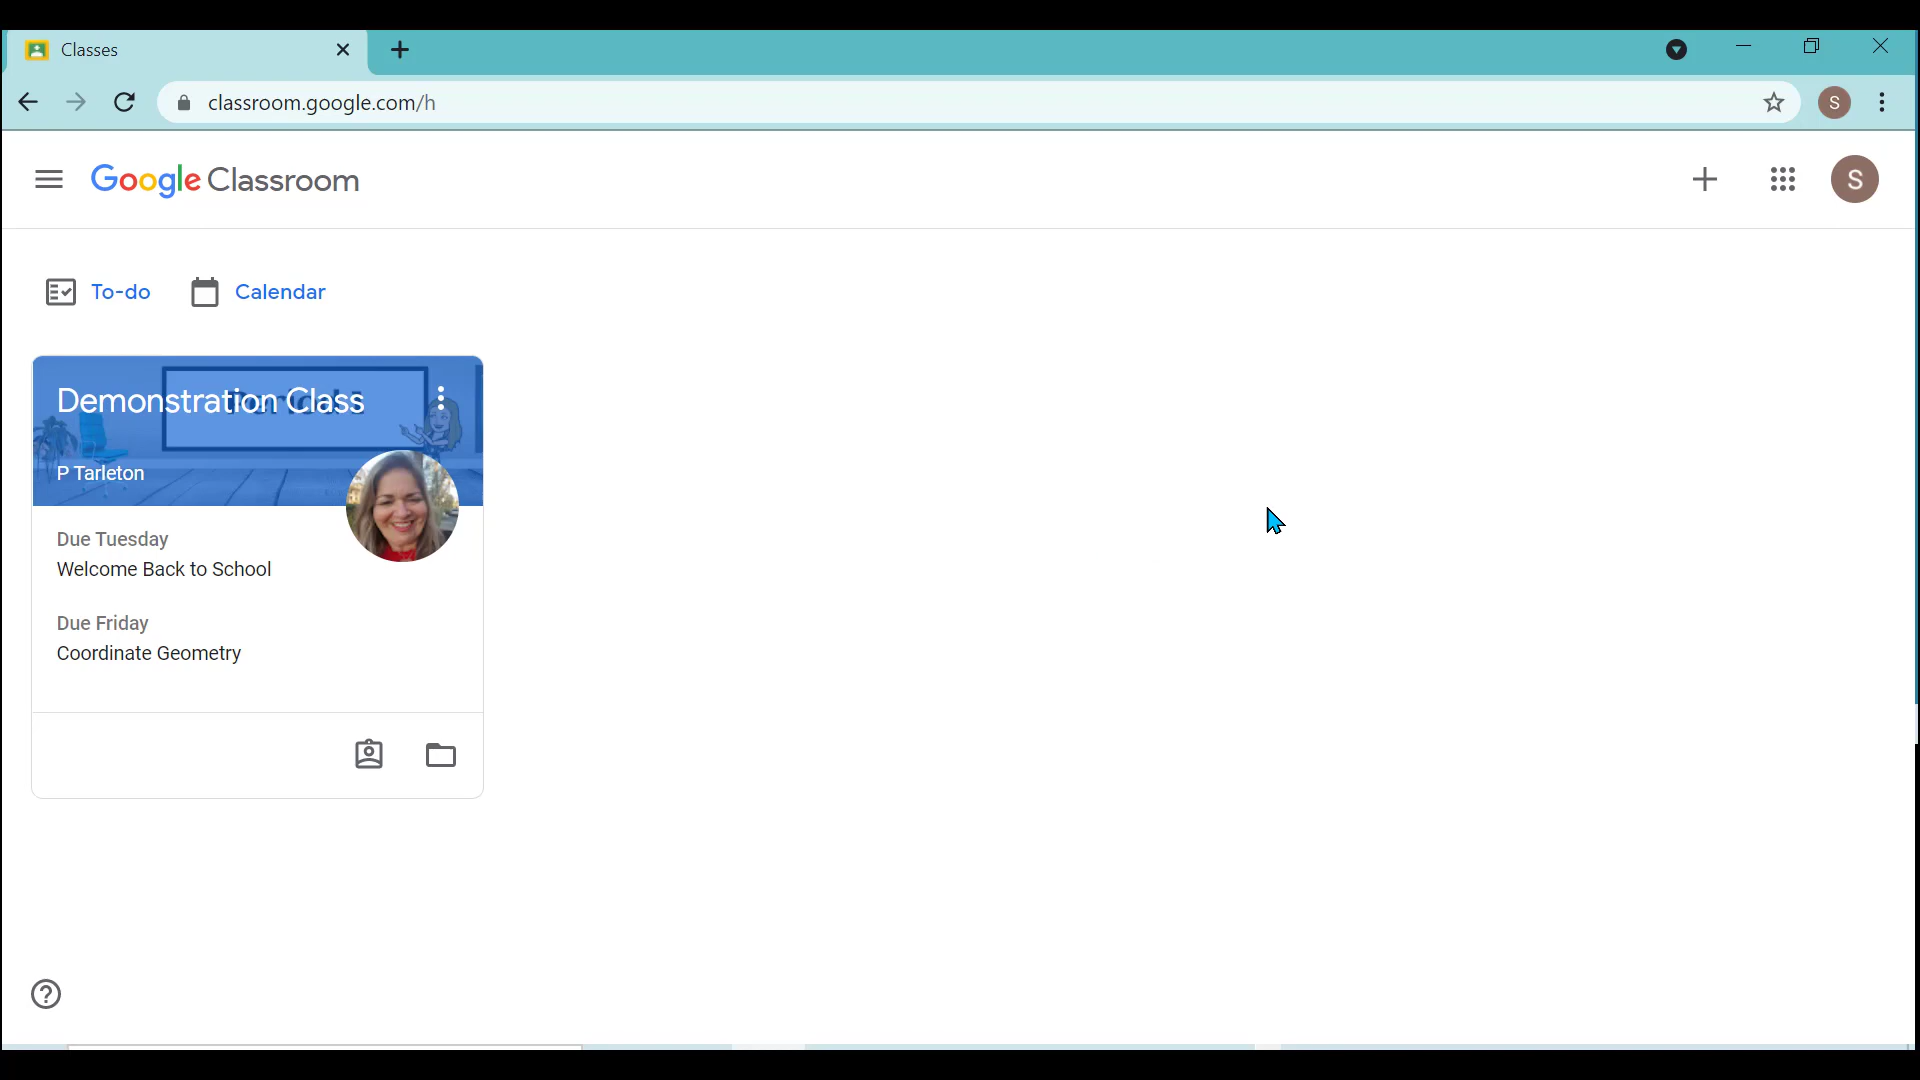 Classes
classroom.google.com/h
S
Google Classroom
S
To-do
Calendar
Demonstration Class
P Tarleton
Due Tuesday
Welcome Back to School
Due Friday
Coordinate Geometry